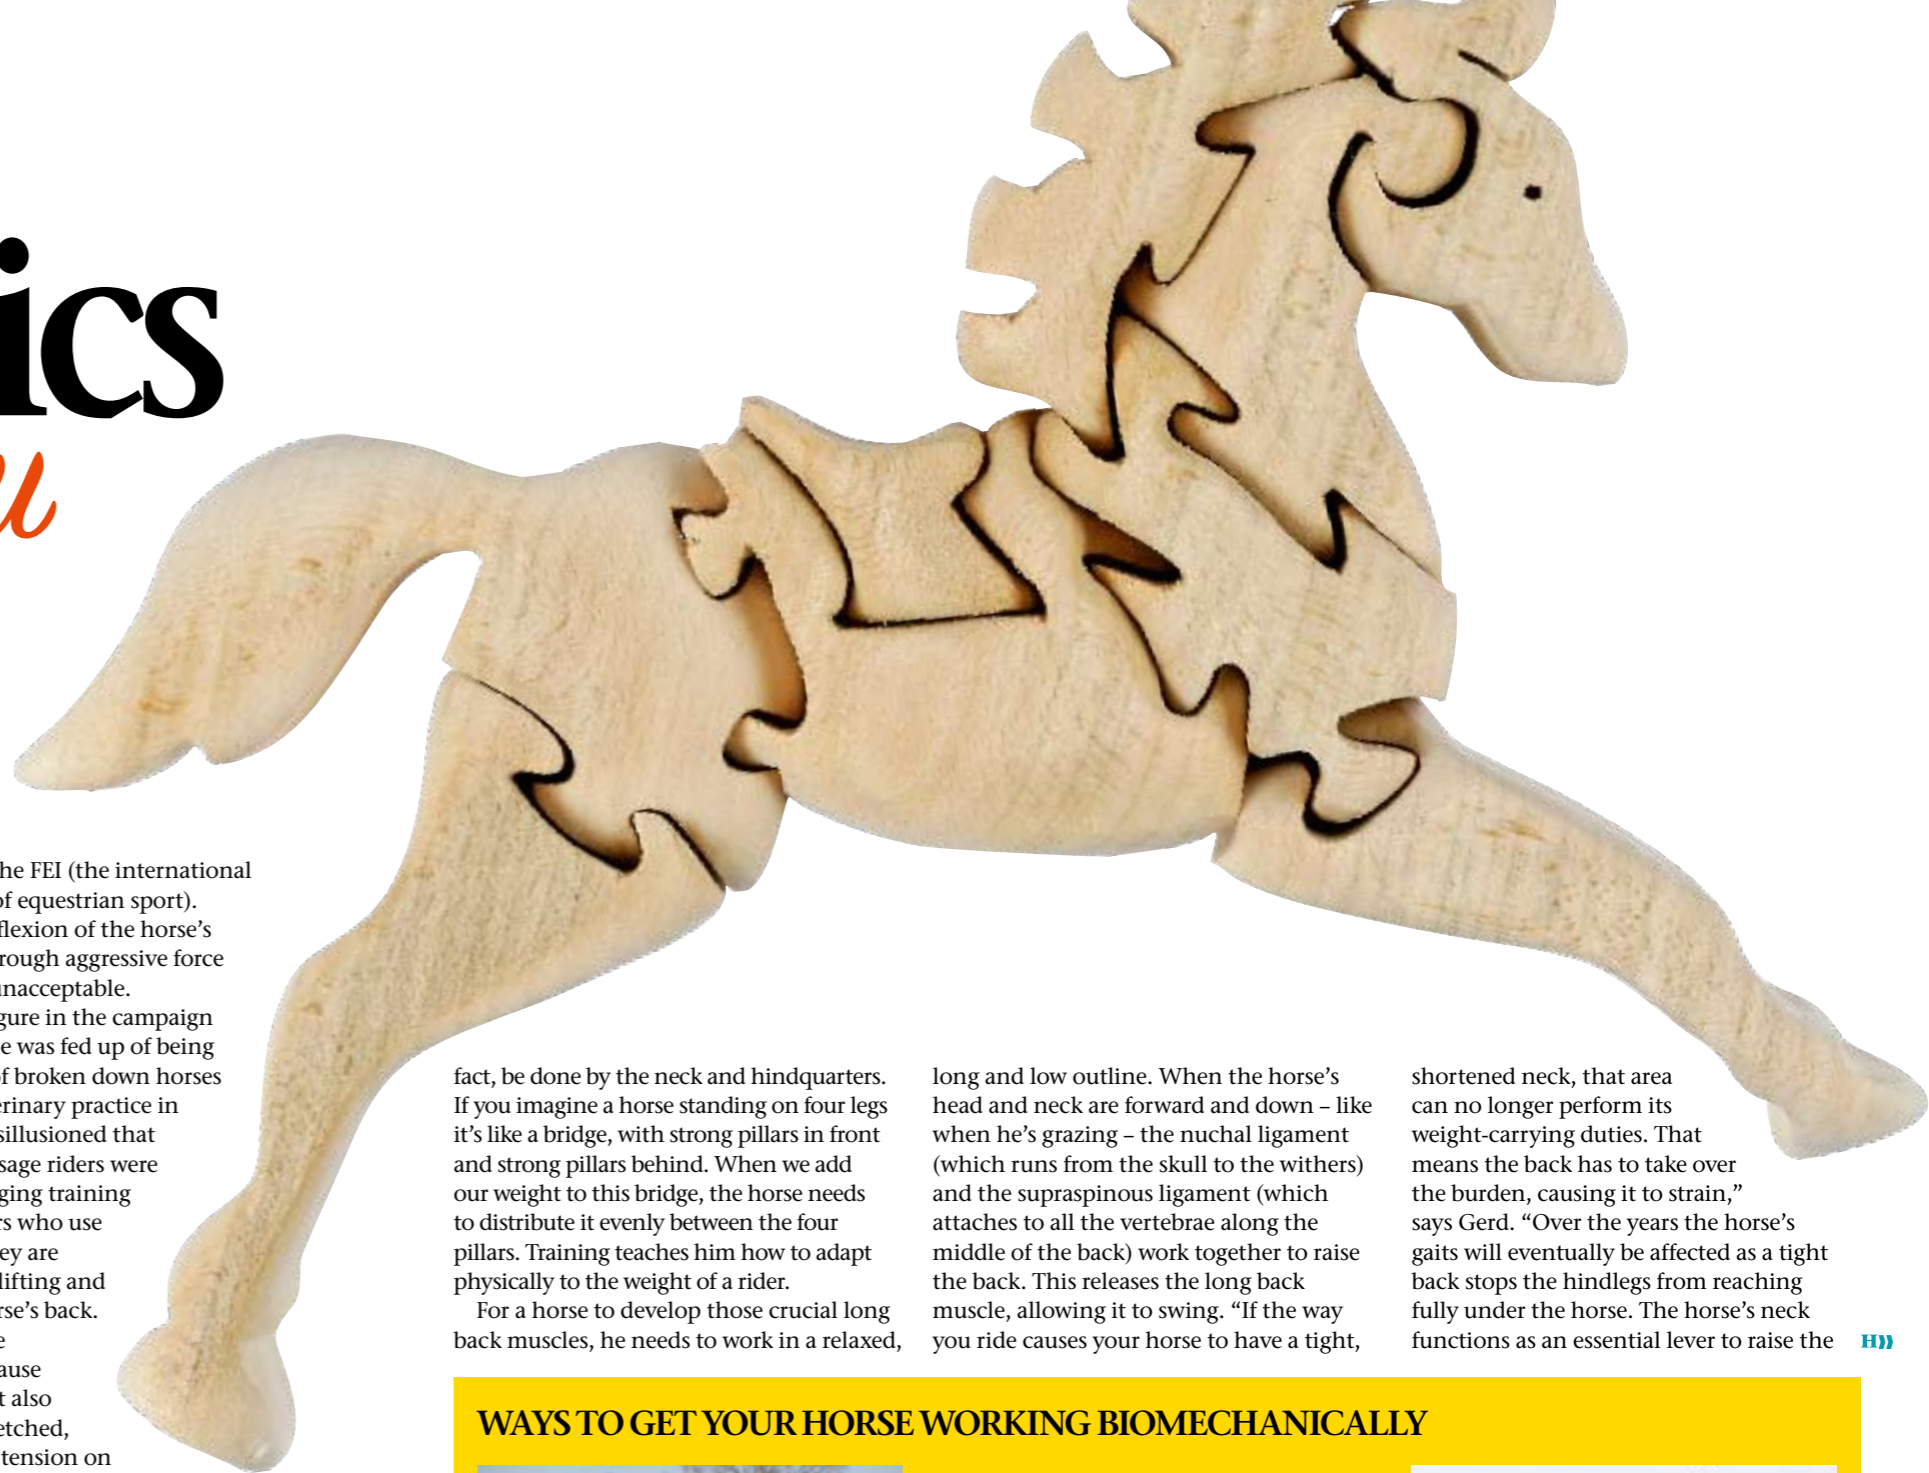 ics
u
he FEI (the international
of equestrian sport).
flexion of the horse's
rough aggressive force
unacceptable.
gure in the campaign
e was fed up of being
of broken down horses
erinary practice in
sillusioned that
sage riders were
ging training
rs who use
ey are
lifting and
rse's back.
e
ause
t also
etched,
tension on
fact, be done by the neck and hindquarters.
If you imagine a horse standing on four legs
it's like a bridge, with strong pillars in front
and strong pillars behind. When we add
our weight to this bridge, the horse needs
to distribute it evenly between the four
pillars. Training teaches him how to adapt
physically to the weight of a rider.
For a horse to develop those crucial long
back muscles, he needs to work in a relaxed,
long and low outline. When the horse's
head and neck are forward and down – like
when he's grazing – the nuchal ligament
(which runs from the skull to the withers)
and the supraspinous ligament (which
attaches to all the vertebrae along the
middle of the back) work together to raise
the back. This releases the long back
muscle, allowing it to swing. “If the way
you ride causes your horse to have a tight,
shortened neck, that area
can no longer perform its
weight-carrying duties. That
means the back has to take over
the burden, causing it to strain,”
says Gerd. “Over the years the horse's
gaits will eventually be affected as a tight
back stops the hindlegs from reaching
fully under the horse. The horse's neck
functions as an essential lever to raise the
H))
WAYS TO GET YOUR HORSE WORKING BIOMECHANICALLY